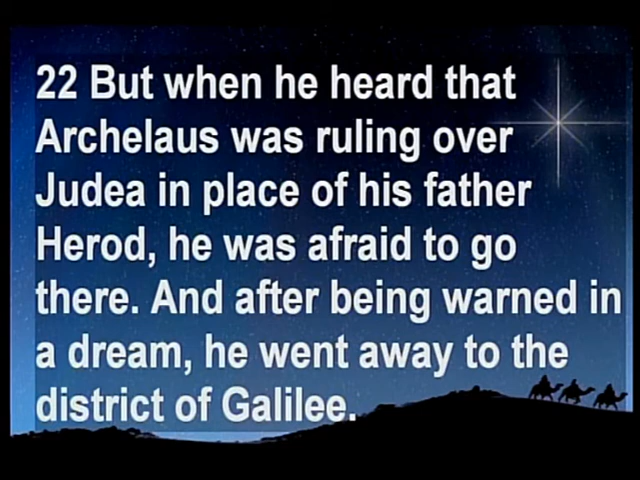 22 But when he heard that
Archelaus was ruling over
Judea in place of his father
Herod, he was afraid to go
there. And after being warned in
a dream, he went away to the
district of Galilee.